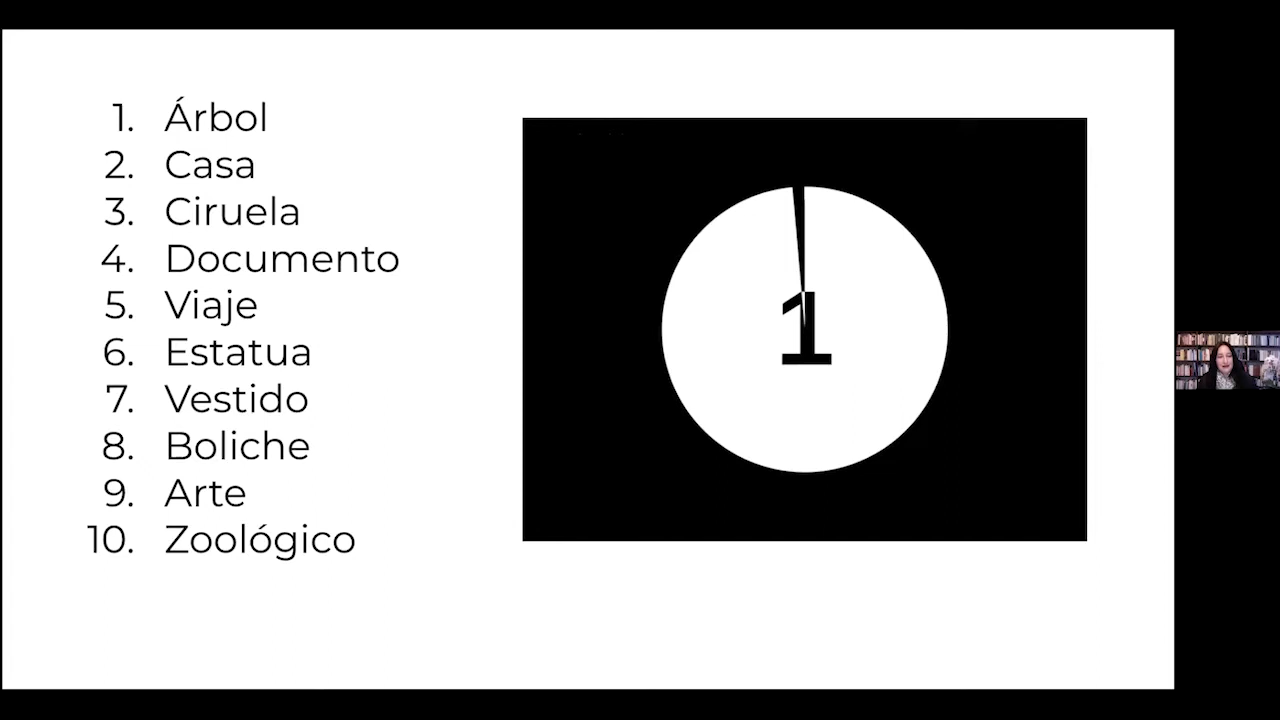 1. Árbol
2. Casa
3. Ciruela
4. Documento
5. Viaje
6. Estatua
7. Vestido
8. Boliche
9. Arte
10. Zoológico
1